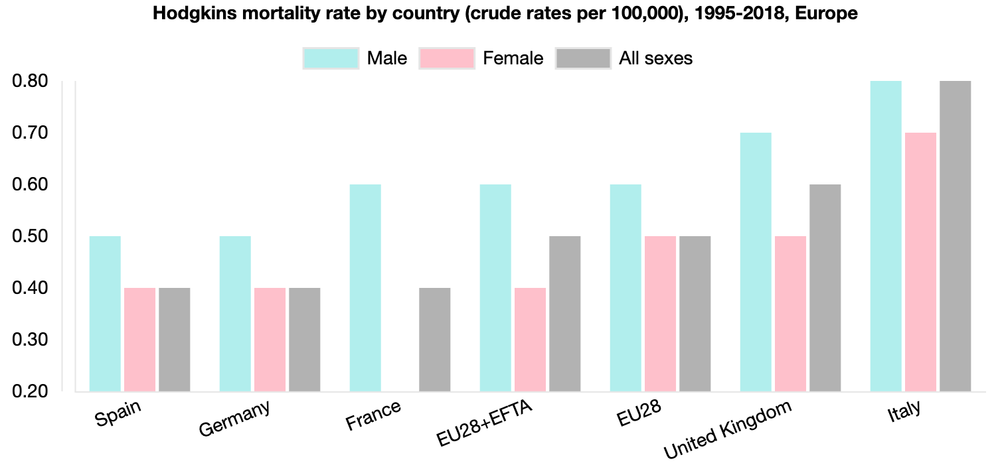 Hodgkins mortality rate by country (crude rates per 100,000), 1995-2018, Europe
Male Female All sexes
0.80
0.70
0.60
0.50
0.40
0.30
0.20
Spain Germany France EU28+EFTA EU28 United Kingdom Italy